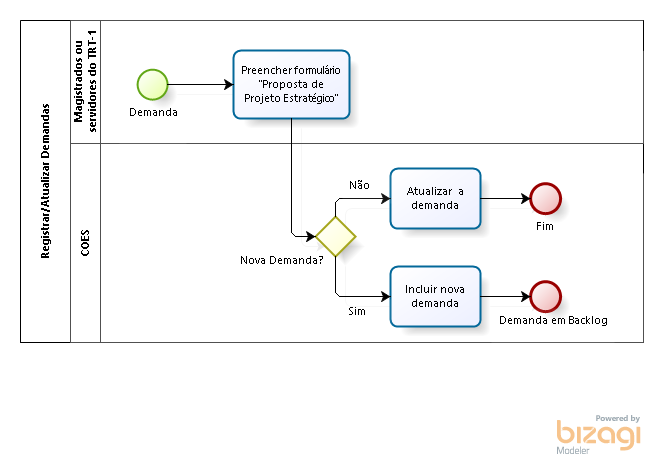 Registrar/Atualizar Demandas
Magistrados ou
servidores do TRT-1
Demanda
Preencher formulário
"Proposta de
Projeto Estratégico"
COES
Nova Demanda?
Não
Atualizar a
demanda
Fim
Sim
Incluir nova
demanda
Demanda em Backlog
Powered by
bizagi
Modeler